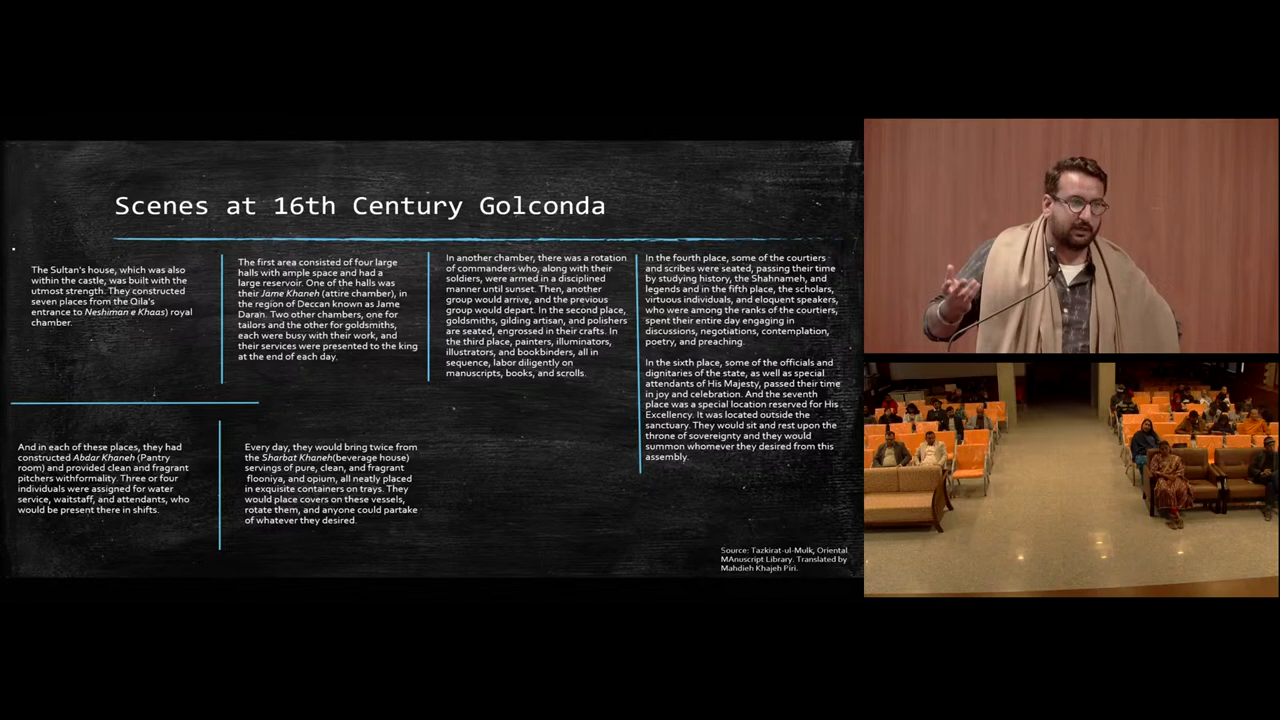 Scenes at 16th Century Golconda
The Sultan's house, which was also
within the castle, was built with the
utmost strength. They constructed
seven places from the Qila's
entrance to Neshiman e Khaas) royal
chamber.
The first area consisted of four large
halls with ample space and had a
large reservoir. One of the halls was
their Jame Khaneh (attire chamber), in
the region of Deccan known as Jame
Daran. Two other chambers, one for
tailors and the other for goldsmiths,
each were busy with their work, and
their services were presented to the king
at the end of each day.
In another chamber, there was a rotation
of commanders who, along with their
soldiers, were armed in a disciplined
manner until sunset. Then, another
group would arrive, and the previous
group would depart. In the second place,
goldsmiths, gilding artisan, and polishers
are seated, engrossed in their crafts. In
the third place, painters, illuminators,
illustrators, and bookbinders, all in
sequence, labor diligently on
manuscripts, books, and scrolls.
In the fourth place, some of the courtiers
and scribes were seated, passing their time
by studying history, the Shahnameh, and
legends and in the fifth place, the scholars,
virtuous individuals, and eloquent speakers,
who were among the ranks of the courtiers,
spent their entire day engaging in
discussions, negotiations, contemplation,
poetry, and preaching.
In the sixth place, some of the officials and
dignitaries of the state, as well as special
attendants of His Majesty, passed their time
in joy and celebration. And the seventh
place was a special location reserved for His
Excellency. It was located outside the
sanctuary. They would sit and rest upon the
throne of sovereignty and they would
summon whomever they desired from this
assembly.
And in each of these places, they had
constructed Abdar Khaneh (Pantry
room) and provided clean and fragrant
pitchers withformality. Three or four
individuals were assigned for water
service, waitstaff, and attendants, who
would be present there in shifts.
Every day, they would bring twice from
the Sharbat Khaneh(beverage house)
servings of pure, clean, and fragrant
flooniya, and opium, all neatly placed
in exquisite containers on trays. They
would place covers on these vessels,
rotate them, and anyone could partake
of whatever they desired.
Source: Tazkirat-ul-Mulk, Oriental
MAnuscript Library. Translated by
Mahdieh Khajeh Piri.